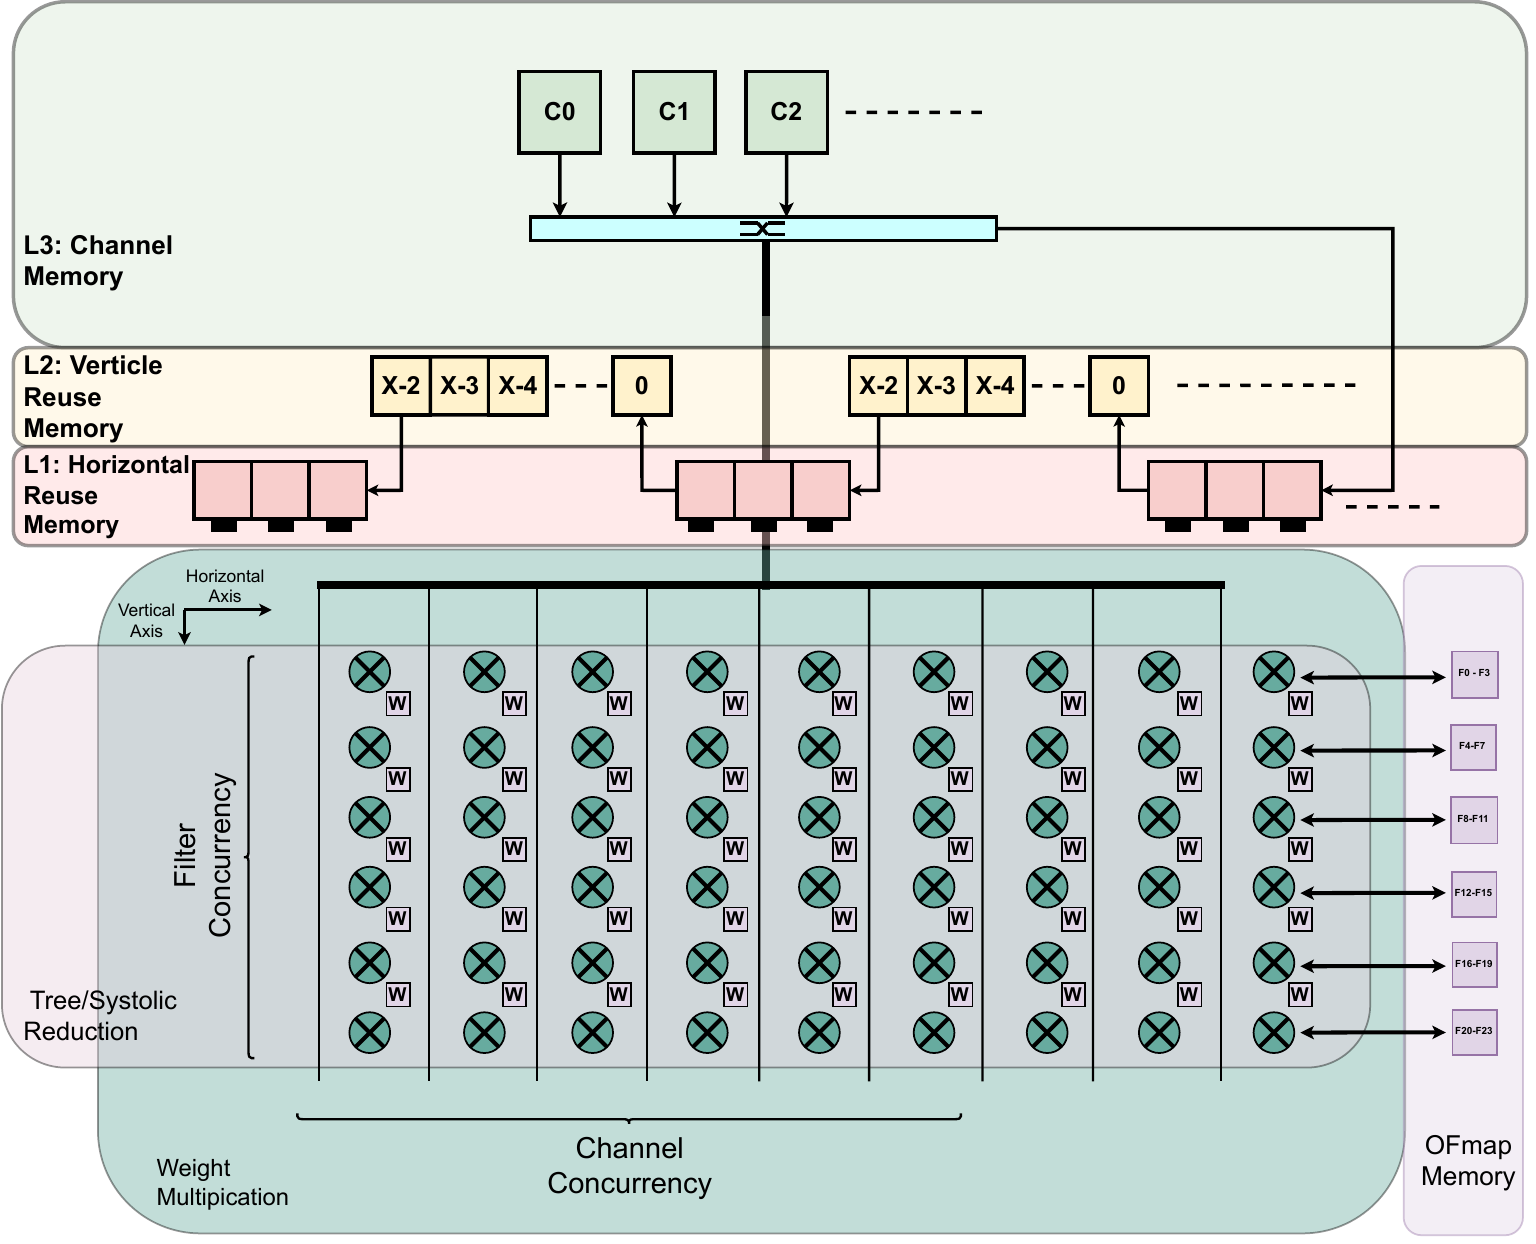 C0 C1 C2
L3: Channel
Memory
L2: Verticle
Reuse
Memory
X-2 X-3 X-4 0 X-2 X-3 X-4 0
L1: Horizontal
Reuse
Memory
Horizontal
Axis
Vertical
Axis
F0 - F3
W W W W W W W W W
F4-F7
W W W W W W W W W
F8-F11
W W W W W W W W W
F12-F15
W W W W W W W W W
F16-F19
W W W W W W W W W
F20-F23
Filter
Concurrency
Tree/Systolic
Reduction
Channel
Concurrency
Weight
Multipication
OFmap
Memory